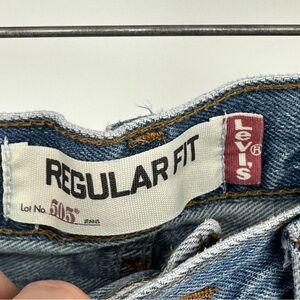 REGULAR FIT
Lot No. 505®
JEANS
Levi's®